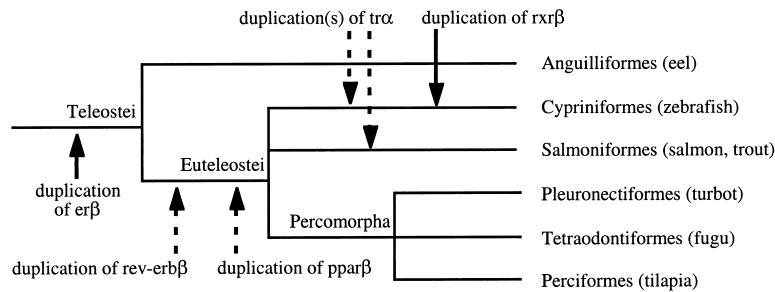 duplication(s) of trα
duplication of rxrβ
Anguilliformes (eel)
Teleostei
Cypriniformes (zebrafish)
Salmoniformes (salmon, trout)
Euteleostei
duplication
of erβ
Pleuronectiformes (turbot)
Percomorpha
Tetraodontiformes (fugu)
duplication of rev-erbβ
duplication of pparβ
Perciformes (tilapia)